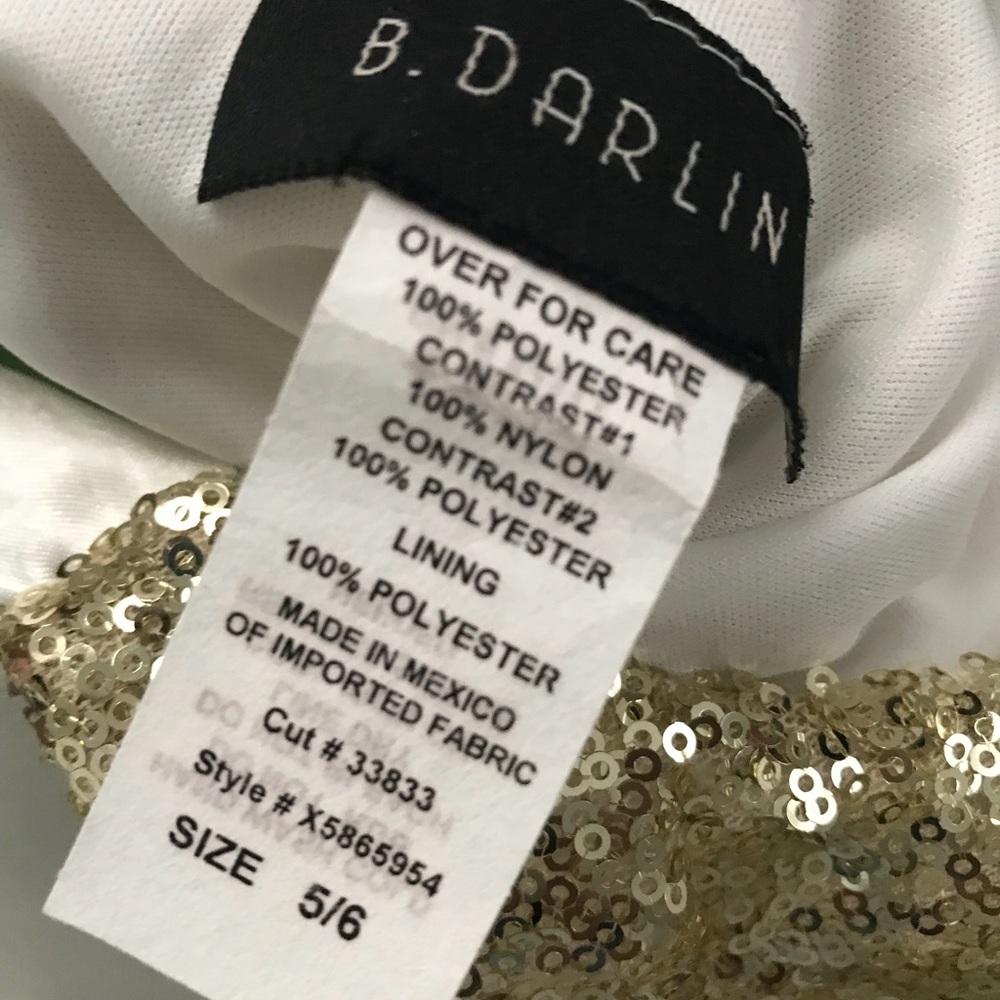 B. DARLIN
OVER FOR CARE
100% POLYESTER
CONTRAST#1
100% NYLON
CONTRAST#2
100% POLYESTER
LINING
100% POLYESTER
MADE IN MEXICO
OF IMPORTED FABRIC
Cut # 33833
Style # X5865954
SIZE 5/6